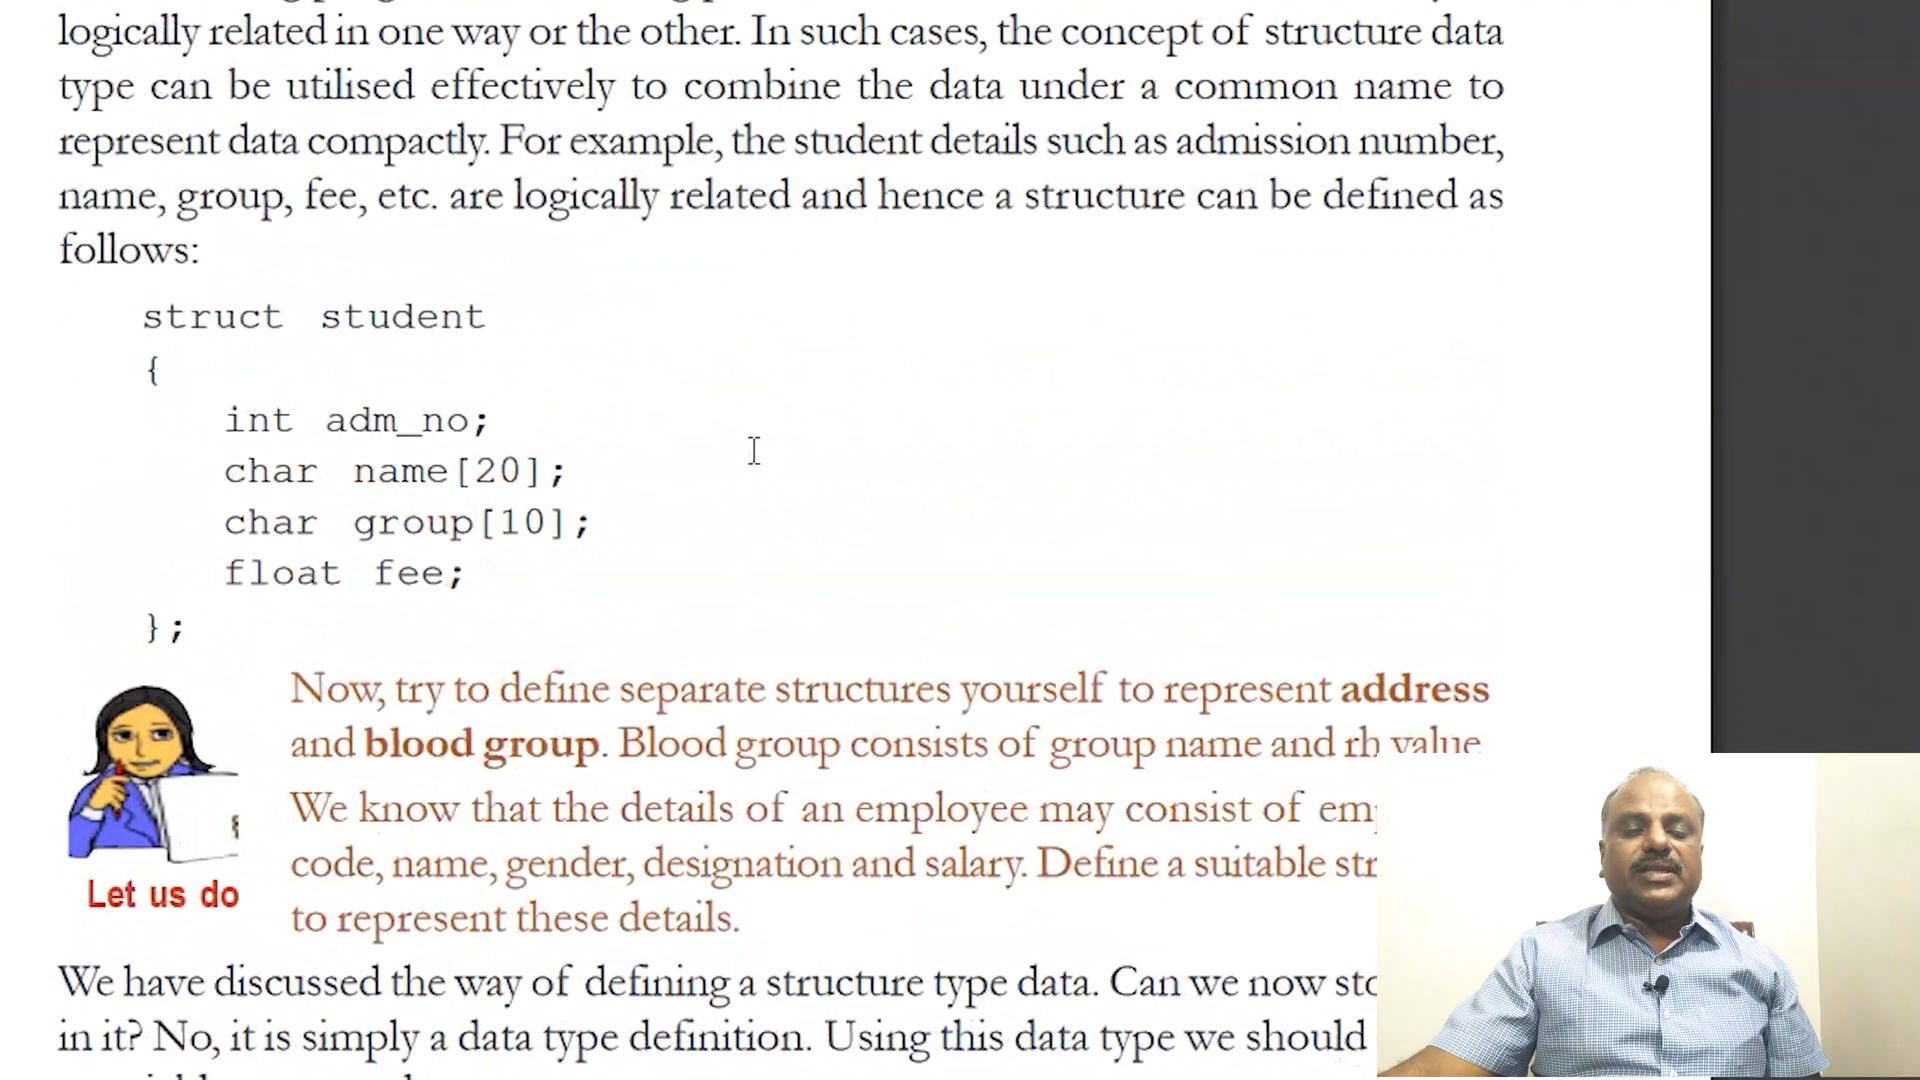 logically related in one way or the other. In such cases, the concept of structure data
type can be utilised effectively to combine the data under a common name to
represent data compactly. For example, the student details such as admission number,
name, group, fee, etc. are logically related and hence a structure can be defined as
follows:
struct student
{
int adm_no;
char name[20];
char group[10];
float fee;
};
Now, try to define separate structures yourself to represent address
and blood group. Blood group consists of group name and rh value
We know that the details of an employee may consist of
code, name, gender, designation and salary. Define a suitable
to represent these details.
Let us do
We have discussed the way of defining a structure type data. Can we now
in it? No, it is simply a data type definition. Using this data type we should